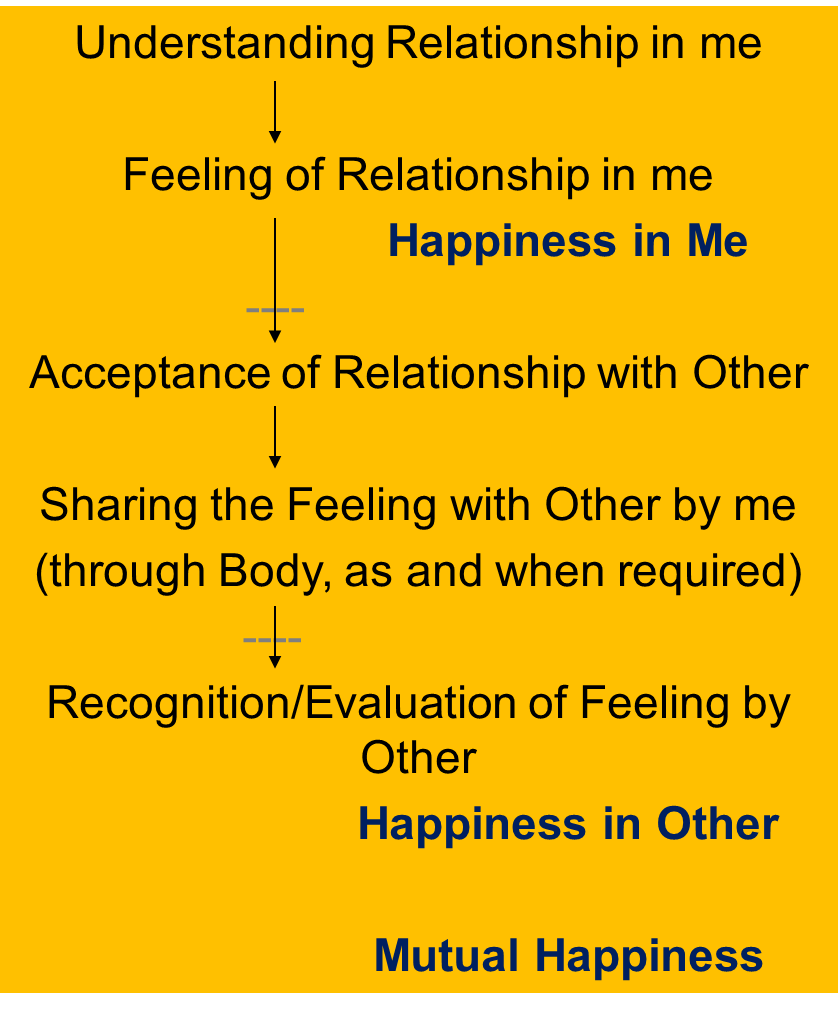 Understanding Relationship in me
Feeling of Relationship in me
Happiness in Me
----
Acceptance of Relationship with Other
Sharing the Feeling with Other by me
(through Body, as and when required)
----
Recognition/Evaluation of Feeling by
Other
Happiness in Other
Mutual Happiness